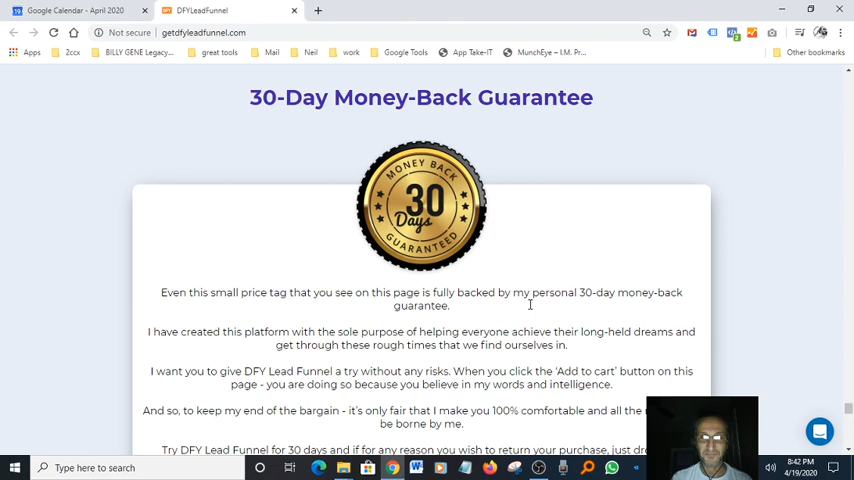 Google Calendar - April 2020
DFYLeadFunnel
Not secure | getdfyleadfunnel.com
Apps 2ccx BILLY GENE Legacy... great tools Mail Neil work Google Tools App Take-IT MunchEye – I.M. Pr... Other bookmarks
30-Day Money-Back Guarantee
MONEY BACK
30
Days
GUARANTEED
Even this small price tag that you see on this page is fully backed by my personal 30-day money-back
guarantee.
I have created this platform with the sole purpose of helping everyone achieve their long-held dreams and
get through these rough times that we find ourselves in.
I want you to give DFY Lead Funnel a try without any risks. When you click the ‘Add to cart’ button on this
page - you are doing so because you believe in my words and intelligence.
And so, to keep my end of the bargain - it’s only fair that I make you 100% comfortable and all the
be borne by me.
Try DFY Lead Funnel for 30 days and if for any reason you wish to return your purchase, just
Type here to search
8:42 PM
4/19/2020